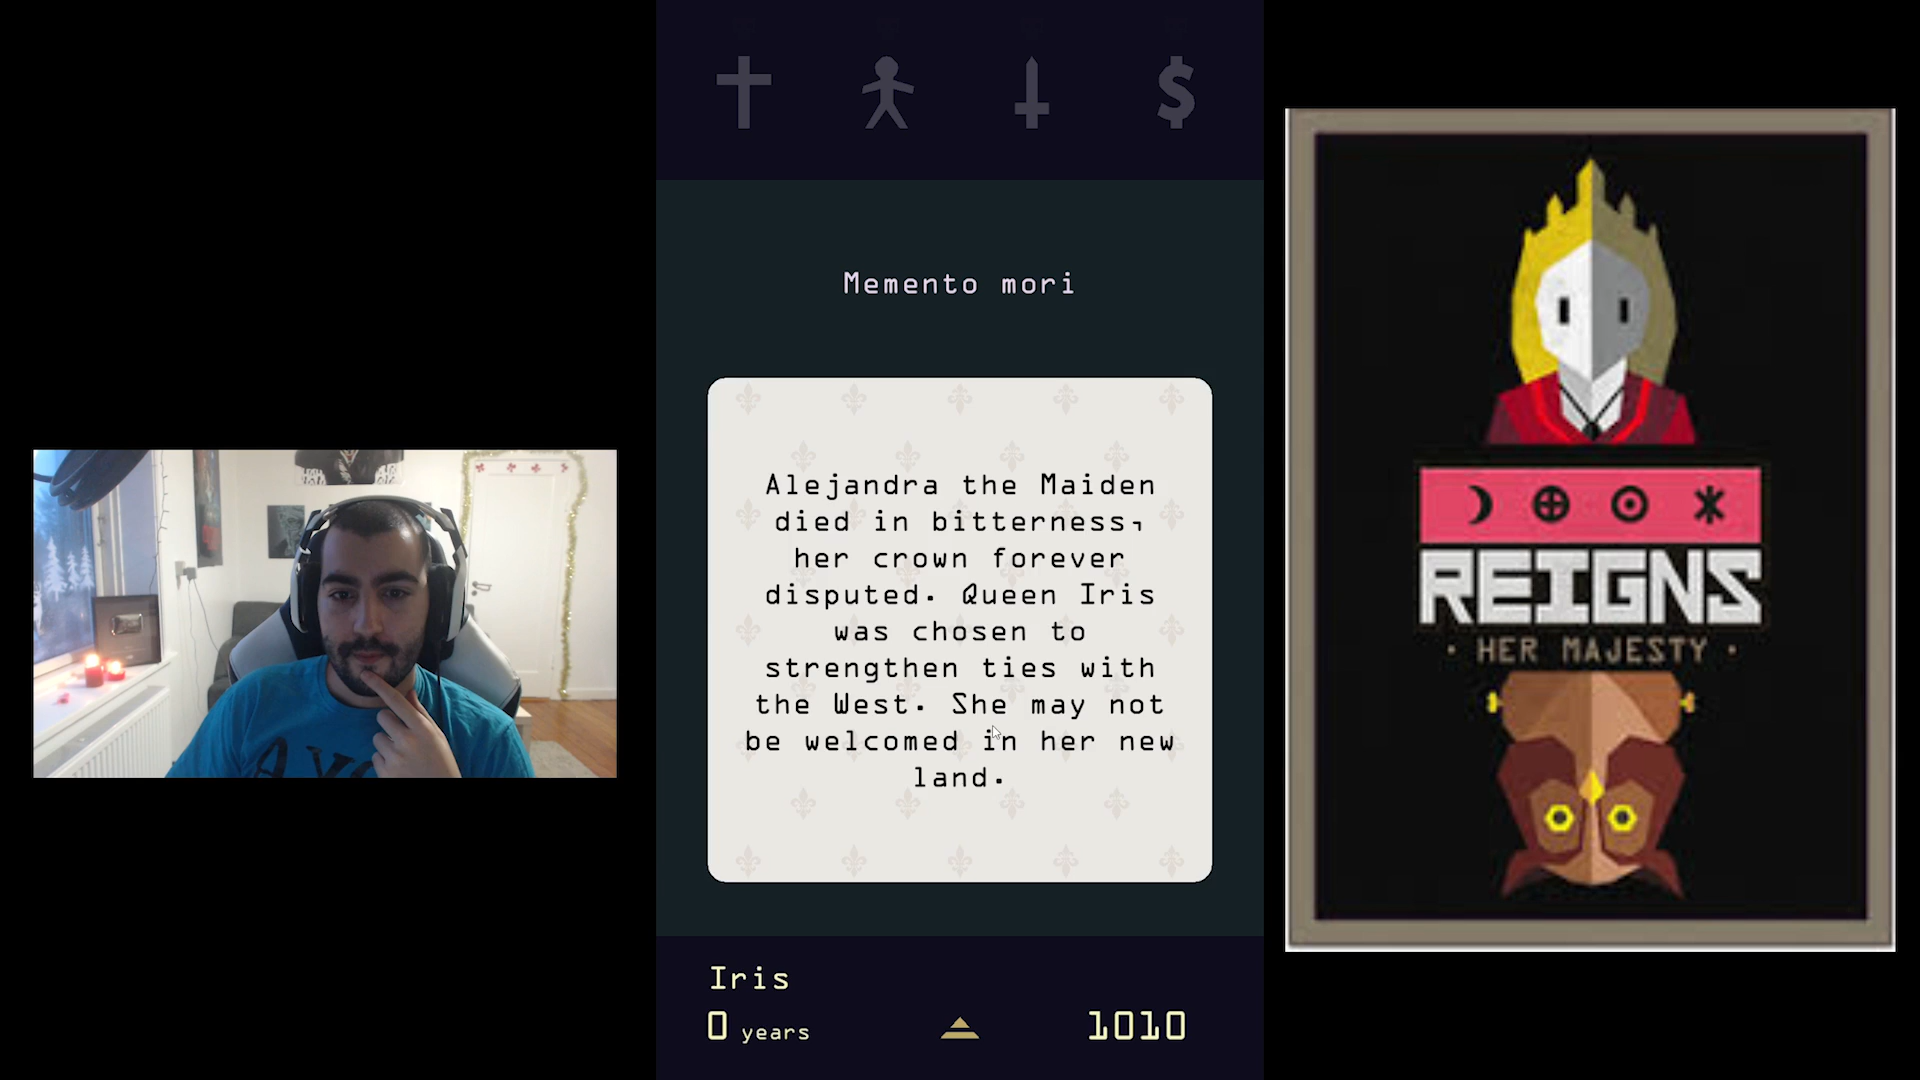 Memento mori
Alejandra the Maiden
died in bitterness,
her crown forever
disputed. Queen Iris
was chosen to
strengthen ties with
the West. She may not
be welcomed in her new
land.
Iris
0 years
1010
REIGNS
· HER MAJESTY ·